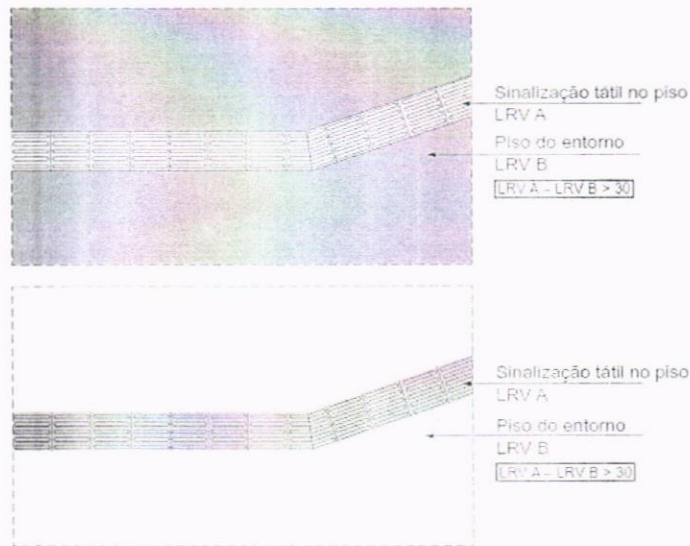 Sinalização tátil no piso
LRV A
Piso do entorno
LRV B
LRV A – LRV B > 30
Sinalização tátil no piso
LRV A
Piso do entorno
LRV B
LRV A – LRV B > 30